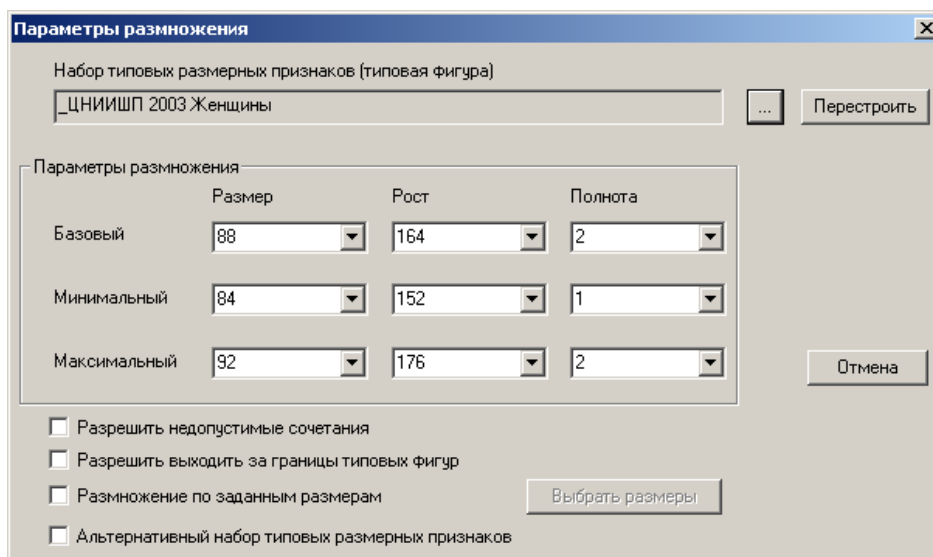 Параметры размножения
Набор типовых размерных признаков (типовая фигура)
_ЦНИИШП 2003 Женщины ... Перестроить
Параметры размножения
Размер Рост Полнота
Базовый 88 164 2
Минимальный 84 152 1
Максимальный 92 176 2
Отмена
Разрешить недопустимые сочетания
Разрешить выходить за границы типовых фигур
Размножение по заданным размерам Выбрать размеры
Альтернативный набор типовых размерных признаков